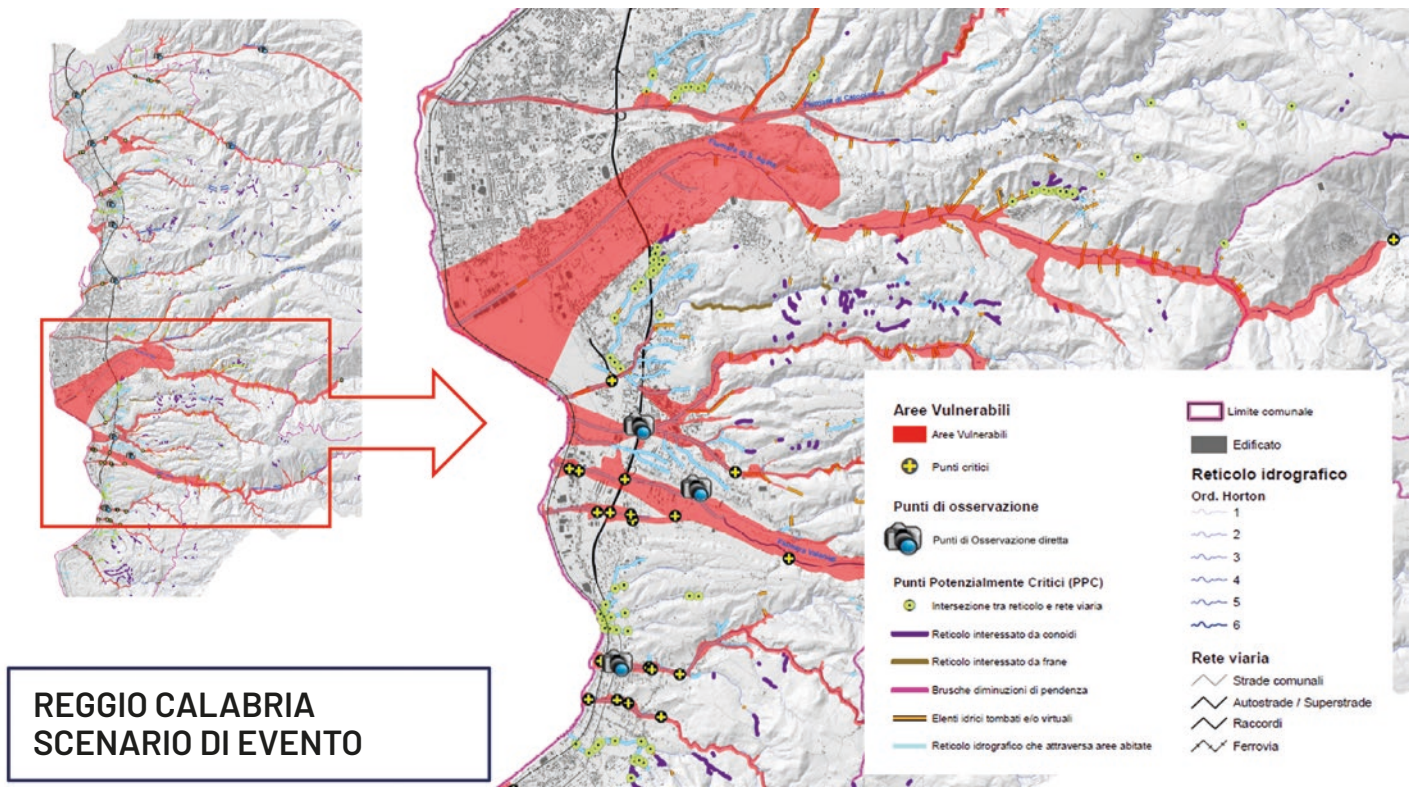 REGGIO CALABRIA
SCENARIO DI EVENTO
Aree Vulnerabili
Aree Vulnerabili
Punti critici
Punti di osservazione
Punti di Osservazione diretta
Punti Potenzialmente Critici (PPC)
Intersezione tra reticolo e rete viaria
Reticolo interessato da conoidi
Reticolo interessato da frane
Brusche diminuzioni di pendenza
Elenti idrici tombati e/o virtuali
Reticolo idrografico che attraversa aree abitate
Limite comunale
Edificato
Reticolo idrografico
Ord. Horton
1
2
3
4
5
6
Rete viaria
Strade comunali
Autostrade / Superstrade
Raccordi
Ferrovia